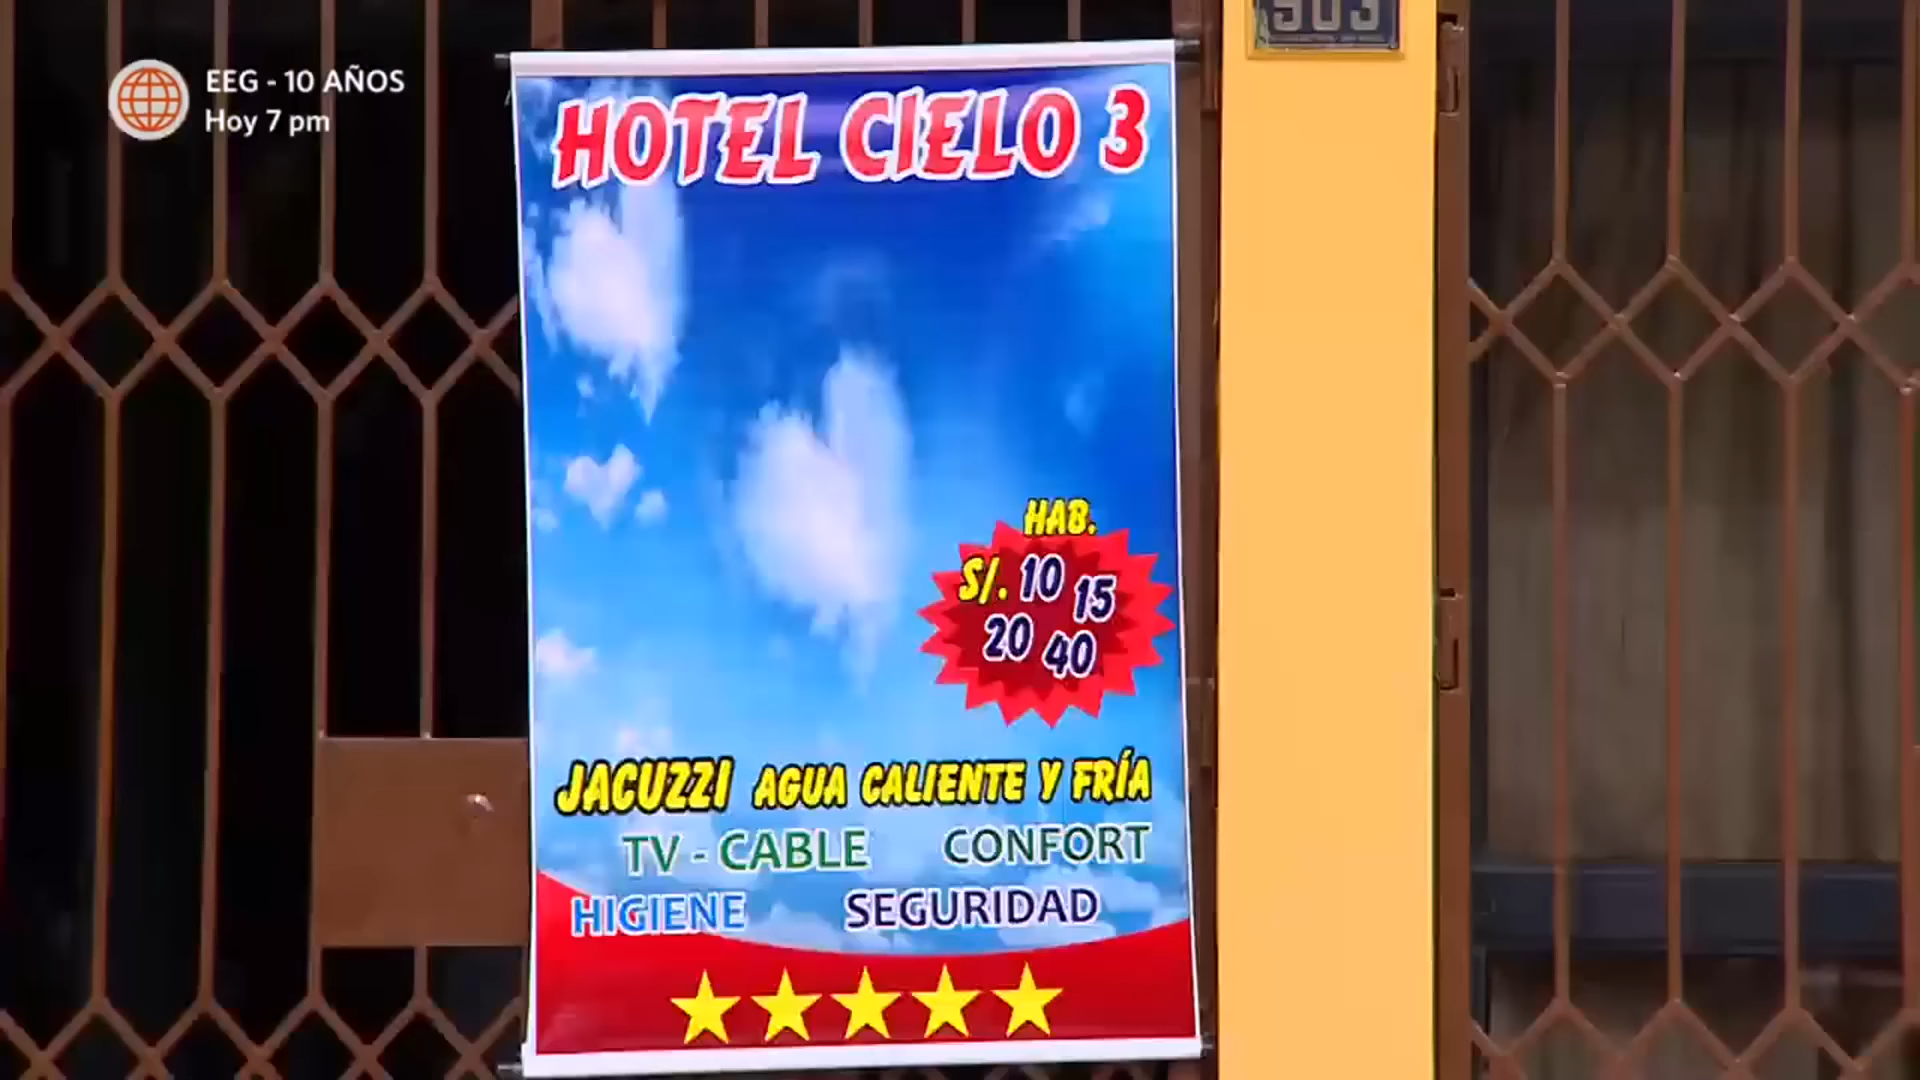 EEG - 10 AÑOS
Hoy 7 pm
903
HOTEL CIELO 3
HAB.
S/. 10 15
20 40
JACUZZI AGUA CALIENTE Y FRÍA
TV - CABLE CONFORT
HIGIENE SEGURIDAD